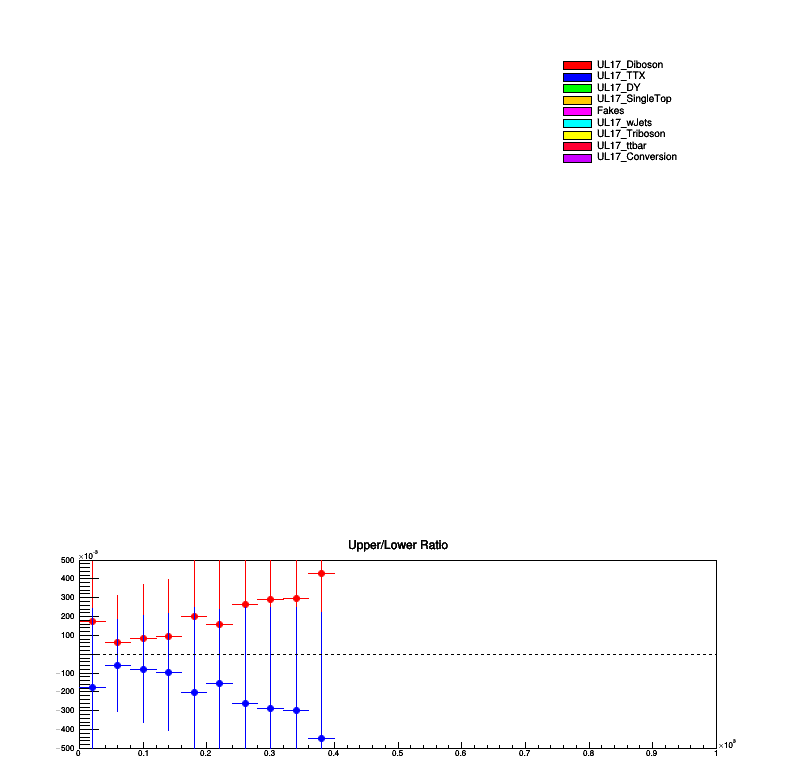 UL17_Diboson
UL17_TTX
UL17_DY
UL17_SingleTop
Fakes
UL17_wJets
UL17_Triboson
UL17_ttbar
UL17_Conversion
Upper/Lower Ratio
×10⁻³
500
400
300
200
100
−100
−200
−300
−400
−500
0 0.1 0.2 0.3 0.4 0.5 0.6 0.7 0.8 0.9 1
×10³